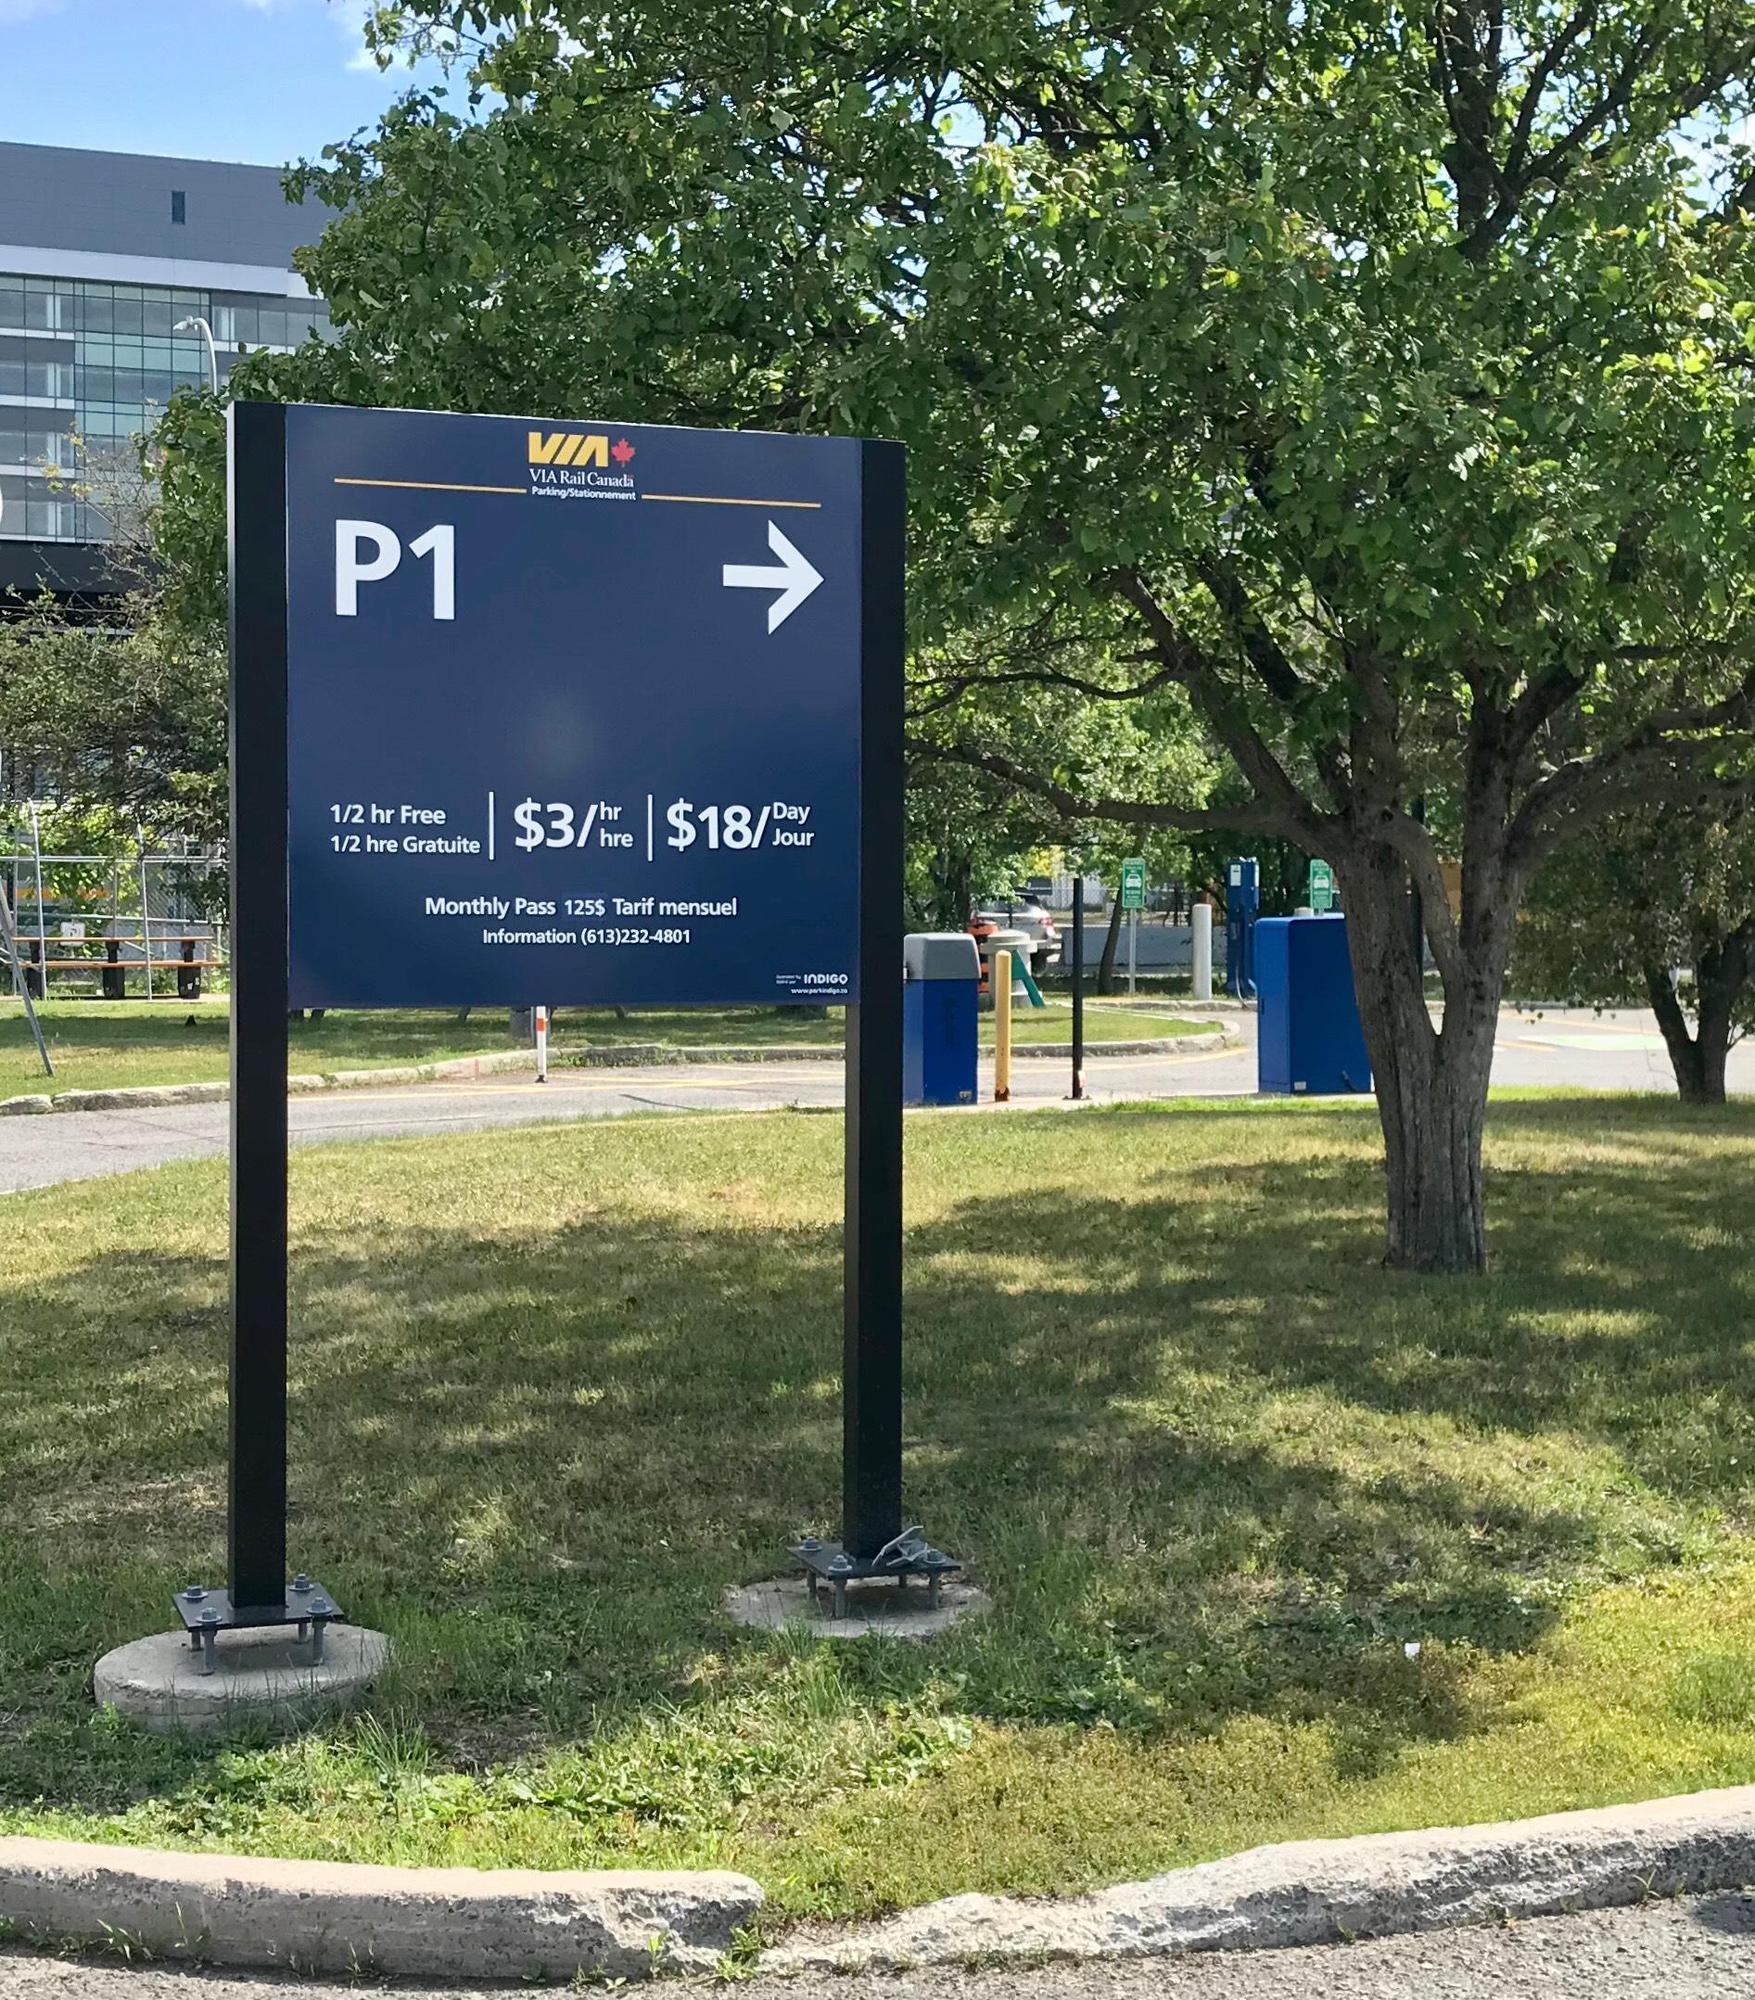 VIA
VIA Rail Canada
Parking/Stationnement
P1
1/2 hr Free
1/2 hre Gratuite
$3/hr
hre
$18/Day
Jour
Monthly Pass 125$ Tarif mensuel
Information (613)232-4801
INDIGO
www.parkindigo.ca